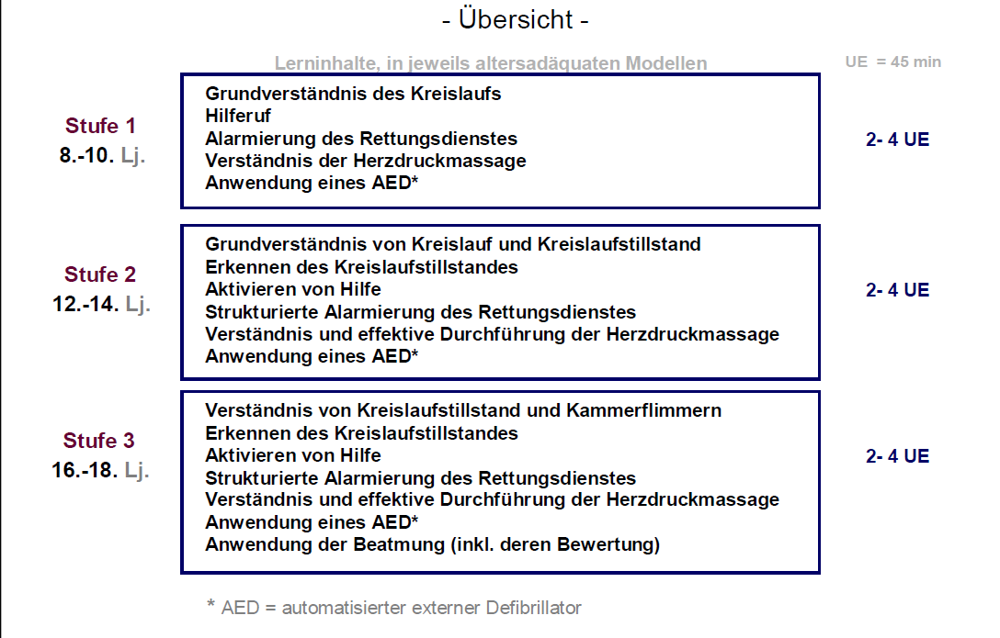 - Übersicht -
Lerninhalte, in jeweils altersadäquaten Modellen
UE = 45 min
Stufe 1
8.-10. Lj.
Grundverständnis des Kreislaufs
Hilferuf
Alarmierung des Rettungsdienstes
Verständnis der Herzdruckmassage
Anwendung eines AED*
2- 4 UE
Stufe 2
12.-14. Lj.
Grundverständnis von Kreislauf und Kreislaufstillstand
Erkennen des Kreislaufstillstandes
Aktivieren von Hilfe
Strukturierte Alarmierung des Rettungsdienstes
Verständnis und effektive Durchführung der Herzdruckmassage
Anwendung eines AED*
2- 4 UE
Stufe 3
16.-18. Lj.
Verständnis von Kreislaufstillstand und Kammerflimmern
Erkennen des Kreislaufstillstandes
Aktivieren von Hilfe
Strukturierte Alarmierung des Rettungsdienstes
Verständnis und effektive Durchführung der Herzdruckmassage
Anwendung eines AED*
Anwendung der Beatmung (inkl. deren Bewertung)
2- 4 UE
* AED = automatisierter externer Defibrillator